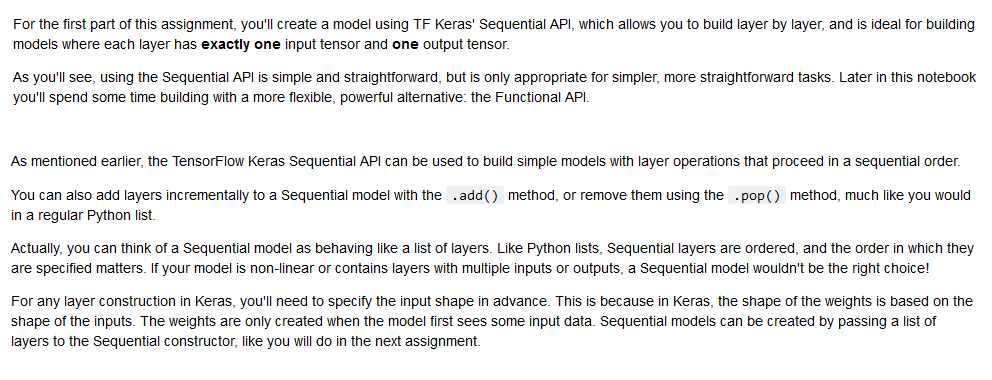 For the first part of this assignment, you'll create a model using TF Keras' Sequential API, which allows you to build layer by layer, and is ideal for building
models where each layer has exactly one input tensor and one output tensor.
As you'll see, using the Sequential API is simple and straightforward, but is only appropriate for simpler, more straightforward tasks. Later in this notebook
you'll spend some time building with a more flexible, powerful alternative: the Functional API.
As mentioned earlier, the TensorFlow Keras Sequential API can be used to build simple models with layer operations that proceed in a sequential order.
You can also add layers incrementally to a Sequential model with the .add() method, or remove them using the .pop() method, much like you would
in a regular Python list.
Actually, you can think of a Sequential model as behaving like a list of layers. Like Python lists, Sequential layers are ordered, and the order in which they
are specified matters. If your model is non-linear or contains layers with multiple inputs or outputs, a Sequential model wouldn't be the right choice!
For any layer construction in Keras, you'll need to specify the input shape in advance. This is because in Keras, the shape of the weights is based on the
shape of the inputs. The weights are only created when the model first sees some input data. Sequential models can be created by passing a list of
layers to the Sequential constructor, like you will do in the next assignment.